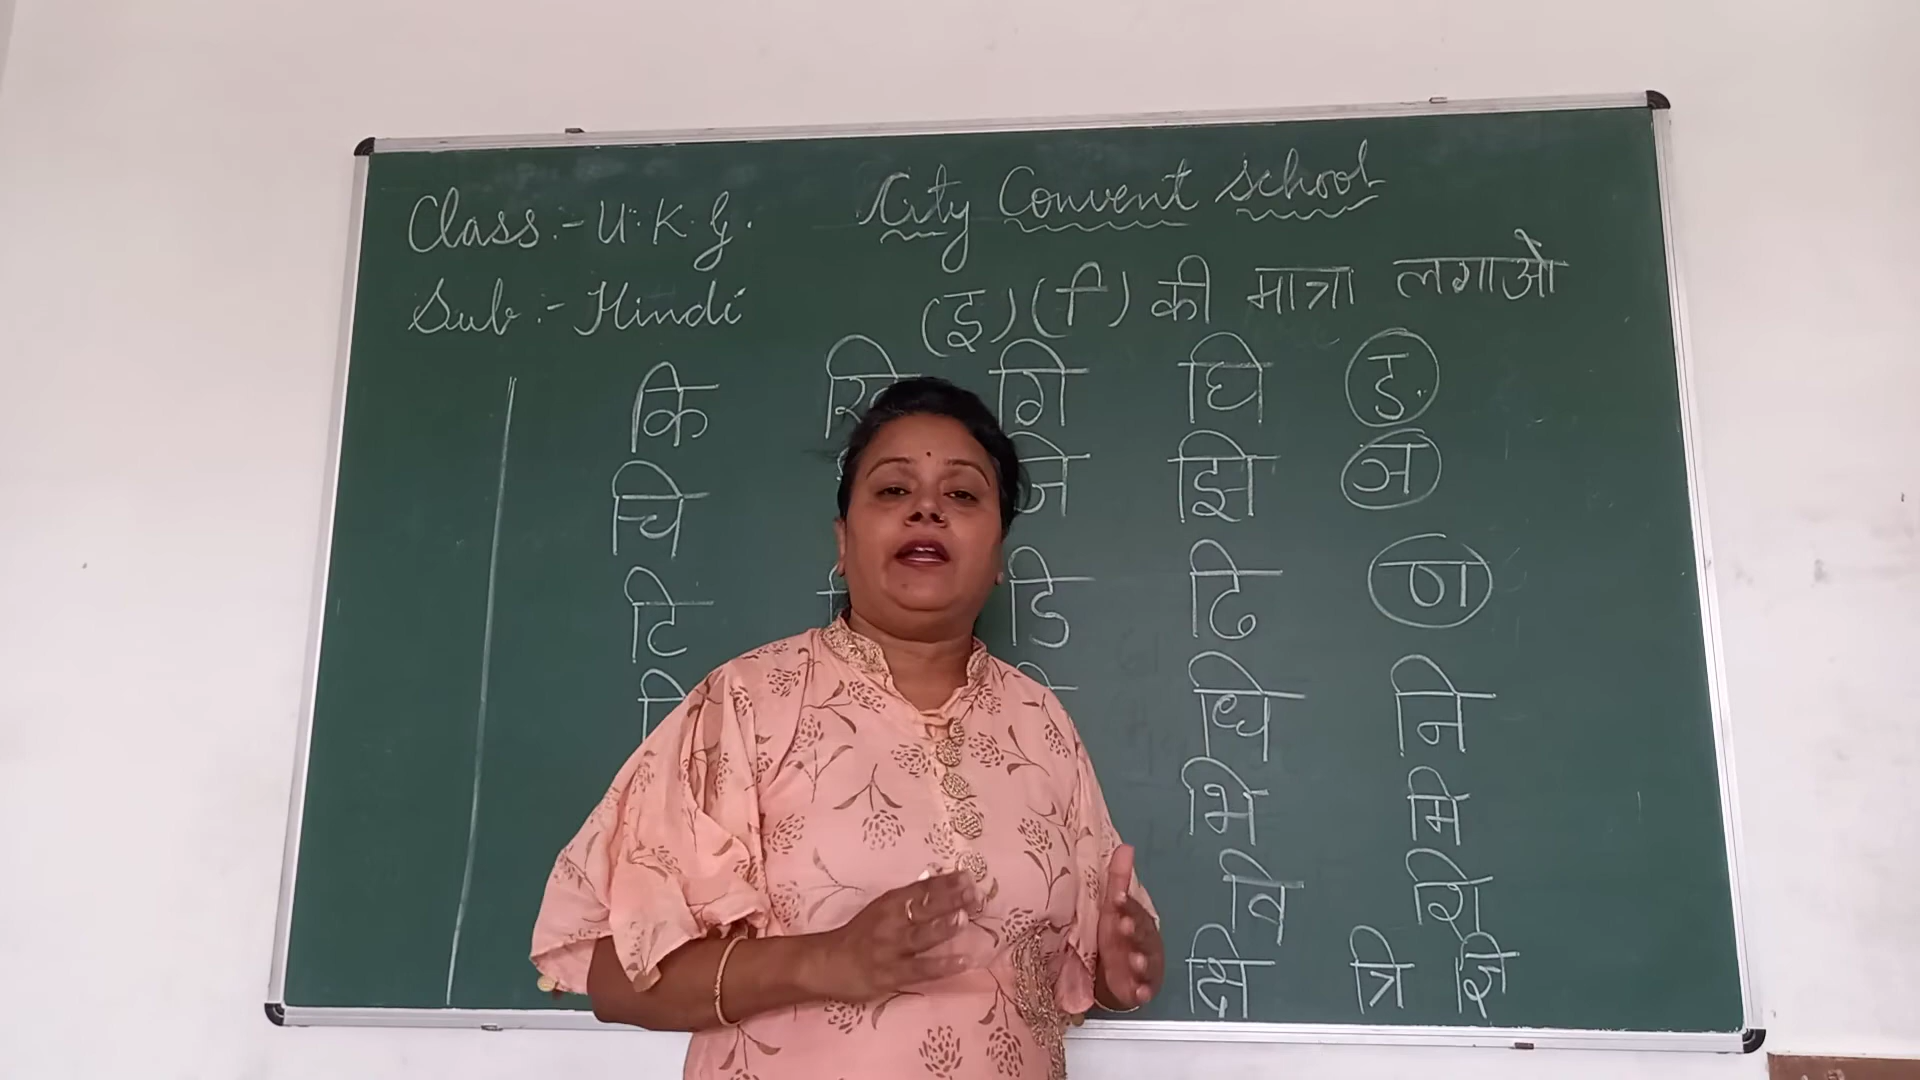 Class:- U.K.G.
City Convent School
Sub:- Hindi
(इ) (ि) की मात्रा लगाओ
कि खि गि घि ङ
चि जि झि ञ
टि डि ढि ण
धि नि
भि मि
वि शि
क्षि त्रि ज्ञि